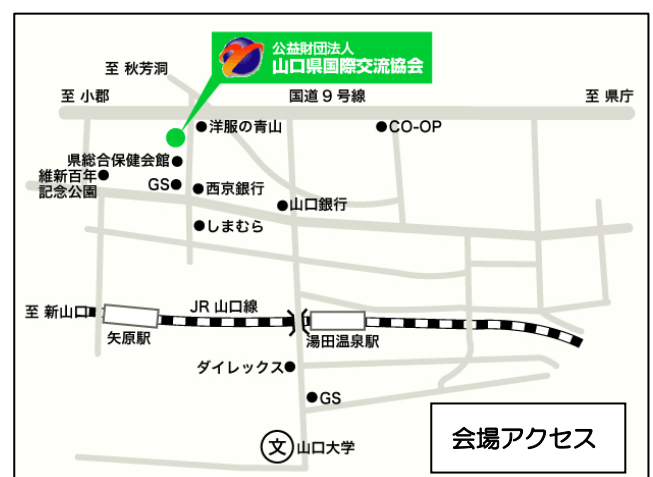 公益財団法人
山口県国際交流協会
至 秋芳洞
至 小郡
国道9号線
至 県庁
洋服の青山
CO-OP
県総合保健会館
維新百年
記念公園
GS
西京銀行
山口銀行
しまむら
JR 山口線
至 新山口
矢原駅
湯田温泉駅
ダイレックス
GS
会場アクセス
文
山口大学